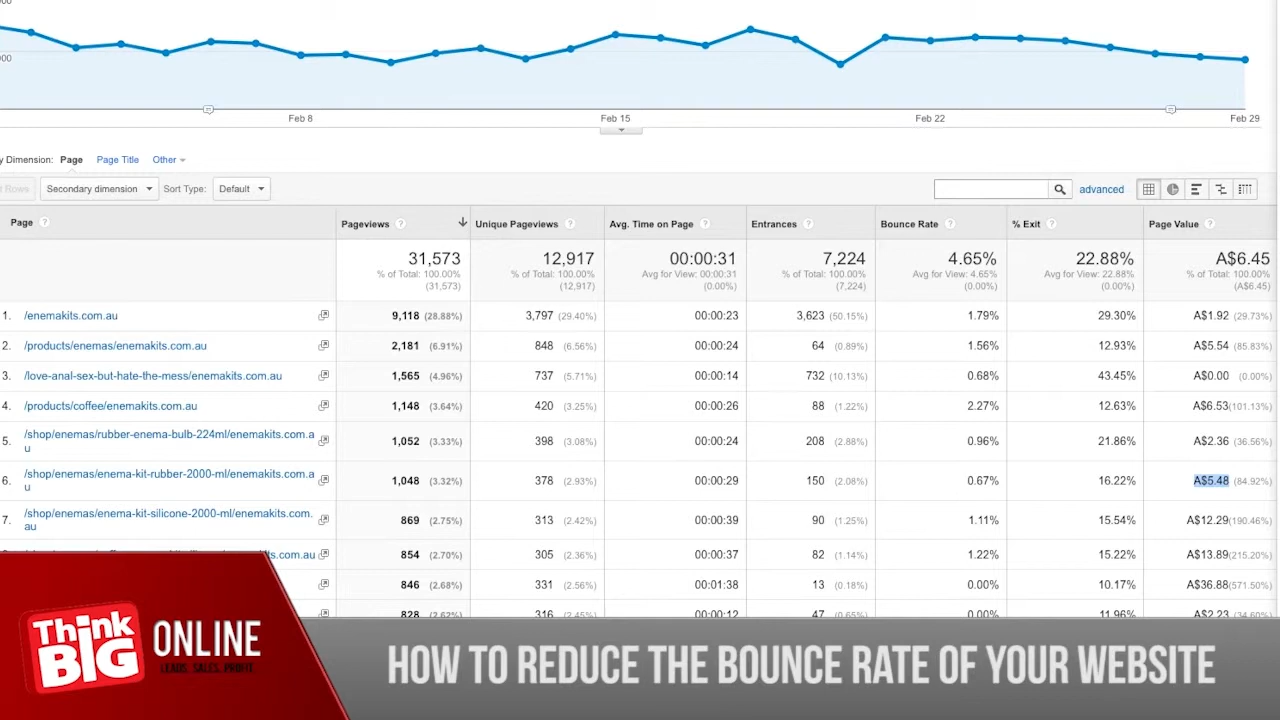 000
Feb 8 Feb 15 Feb 22 Feb 29
y Dimension: Page Page Title Other
t Rows Secondary dimension Sort Type: Default advanced
Page Pageviews Unique Pageviews Avg. Time on Page Entrances Bounce Rate % Exit Page Value
31,573 12,917 00:00:31 7,224 4.65% 22.88% A$6.45
% of Total: 100.00% % of Total: 100.00% Avg for View: 00:00:31 % of Total: 100.00% Avg for View: 4.65% Avg for View: 22.88% % of Total: 100.00%
(31,573) (12,917) (0.00%) (7,224) (0.00%) (0.00%) (A$6.45)
1. /enemakits.com.au 9,118 (28.88%) 3,797 (29.40%) 00:00:23 3,623 (50.15%) 1.79% 29.30% A$1.92 (29.73%)
2. /products/enemas/enemakits.com.au 2,181 (6.91%) 848 (6.56%) 00:00:24 64 (0.89%) 1.56% 12.93% A$5.54 (85.83%)
3. /love-anal-sex-but-hate-the-mess/enemakits.com.au 1,565 (4.96%) 737 (5.71%) 00:00:14 732 (10.13%) 0.68% 43.45% A$0.00 (0.00%)
4. /products/coffee/enemakits.com.au 1,148 (3.64%) 420 (3.25%) 00:00:26 88 (1.22%) 2.27% 12.63% A$6.53(101.13%)
5. /shop/enemas/rubber-enema-bulb-224ml/enemakits.com.a
u 1,052 (3.33%) 398 (3.08%) 00:00:24 208 (2.88%) 0.96% 21.86% A$2.36 (36.56%)
6. /shop/enemas/enema-kit-rubber-2000-ml/enemakits.com.a
u 1,048 (3.32%) 378 (2.93%) 00:00:29 150 (2.08%) 0.67% 16.22% A$5.48 (84.92%)
7. /shop/enemas/enema-kit-silicone-2000-ml/enemakits.com.
au 869 (2.75%) 313 (2.42%) 00:00:39 90 (1.25%) 1.11% 15.54% A$12.29(190.46%)
ts.com.au 854 (2.70%) 305 (2.36%) 00:00:37 82 (1.14%) 1.22% 15.22% A$13.89(215.20%)
846 (2.68%) 331 (2.56%) 00:01:38 13 (0.18%) 0.00% 10.17% A$36.88(571.50%)
828 (2.62%) 316 (2.45%) 00:00:12 47 (0.65%) 0.00% 11.96% A$2.23 (34.60%)
Think
BIG ONLINE
LEADS. SALES. PROFIT
HOW TO REDUCE THE BOUNCE RATE OF YOUR WEBSITE